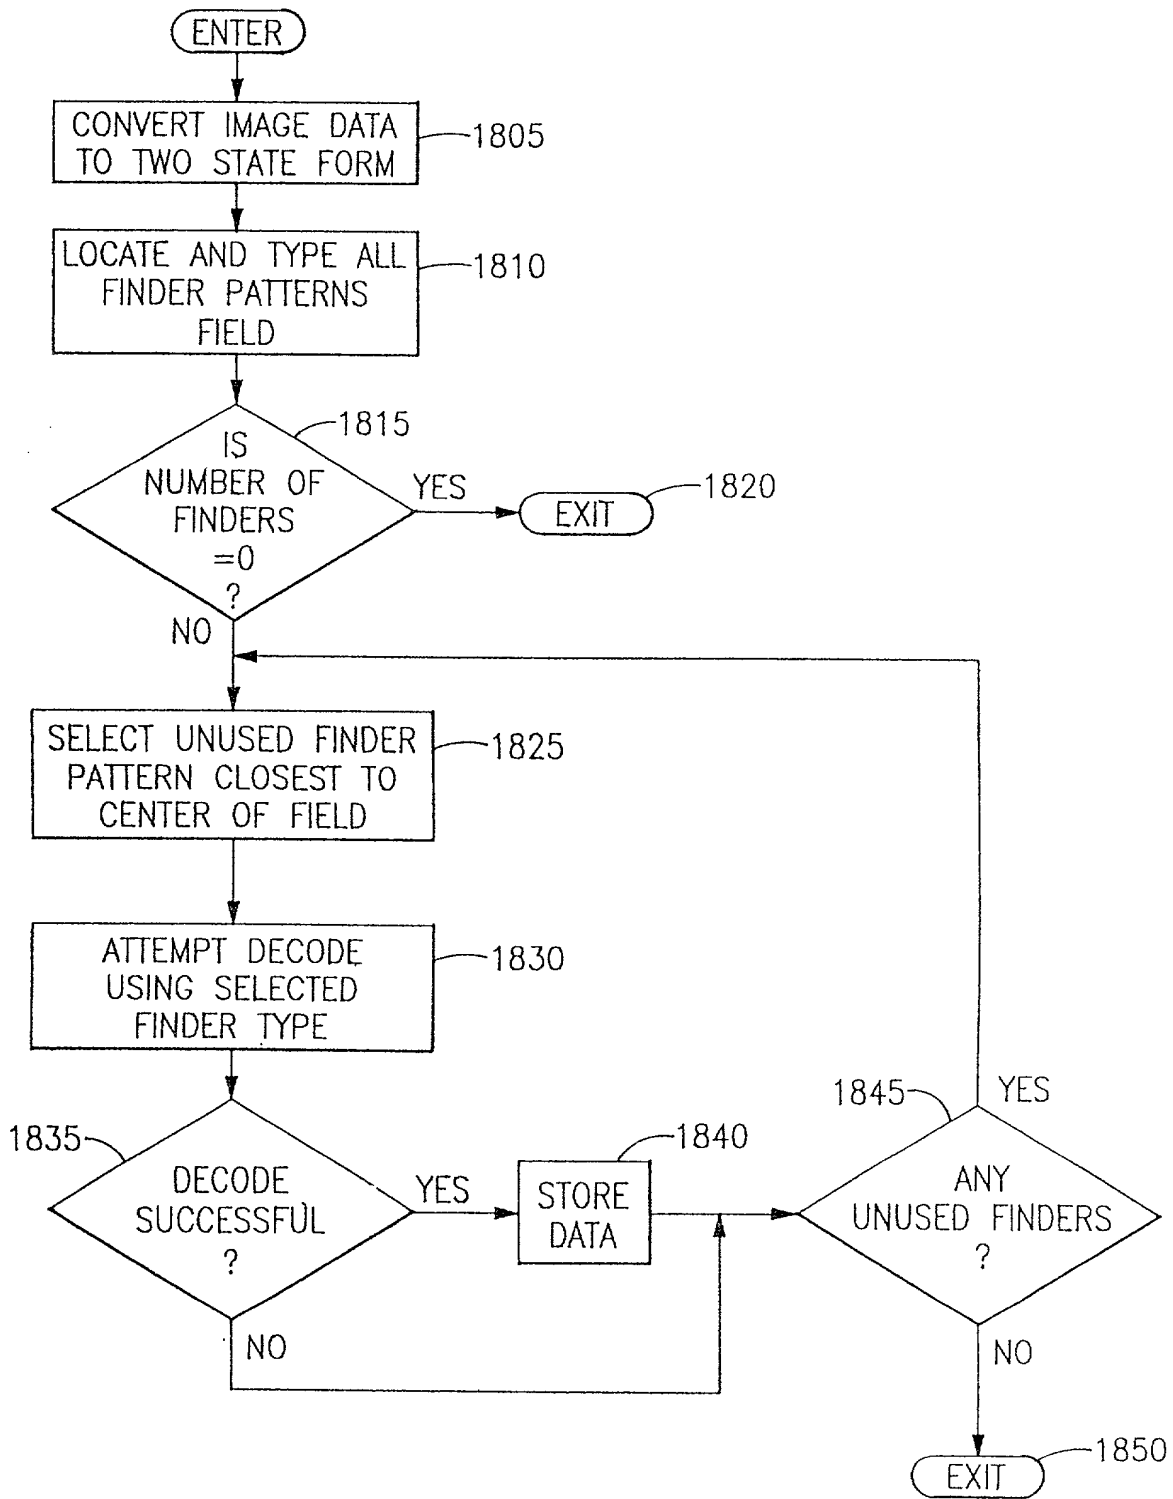 ENTER
CONVERT IMAGE DATA
TO TWO STATE FORM
1805
LOCATE AND TYPE ALL
FINDER PATTERNS
FIELD
1810
IS
NUMBER OF
FINDERS
=0
?
1815
YES
EXIT
1820
NO
SELECT UNUSED FINDER
PATTERN CLOSEST TO
CENTER OF FIELD
1825
ATTEMPT DECODE
USING SELECTED
FINDER TYPE
1830
1835
DECODE
SUCCESSFUL
?
YES
STORE
DATA
1840
1845
YES
ANY
UNUSED FINDERS
?
NO
NO
EXIT
1850